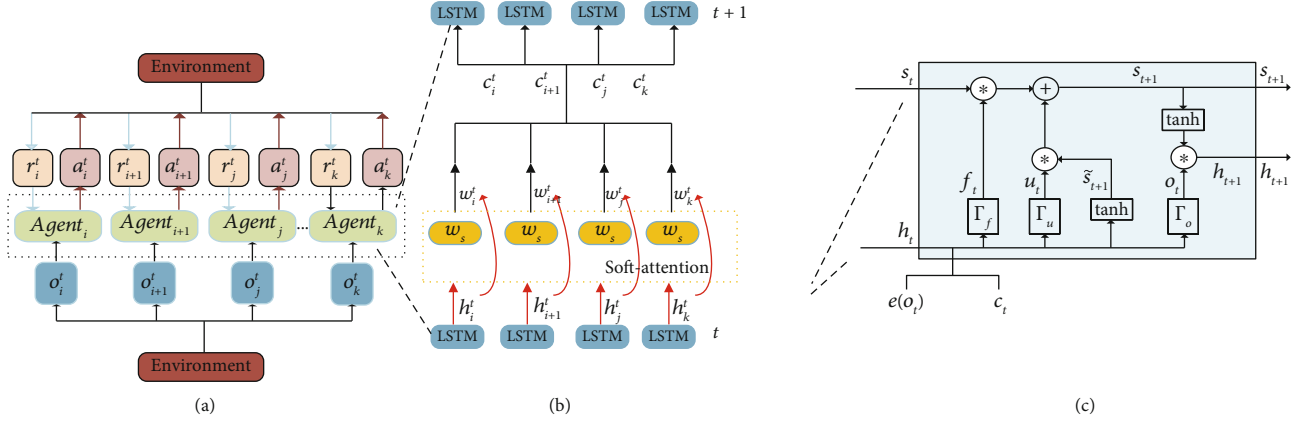 Environment
r_i^t a_i^t r_{i+1}^t a_{i+1}^t r_j^t a_j^t r_k^t a_k^t
Agent_i Agent_{i+1} Agent_j ... Agent_k
o_i^t o_{i+1}^t o_j^t o_k^t
Environment
(a)
LSTM LSTM LSTM LSTM t + 1
c_i^t c_{i+1}^t c_j^t c_k^t
w_i^t w_{i+1}^t w_j^t w_k^t
w_s w_s w_s w_s
Soft-attention
h_i^t h_{i+1}^t h_j^t h_k^t
LSTM LSTM LSTM LSTM t
(b)
s_t s_{t+1} s_{t+1}
* +
tanh
* *
f_t u_t s̃_{t+1} o_t h_{t+1} h_{t+1}
Γ_f Γ_u tanh Γ_o
h_t
e(o_t) c_t
(c)